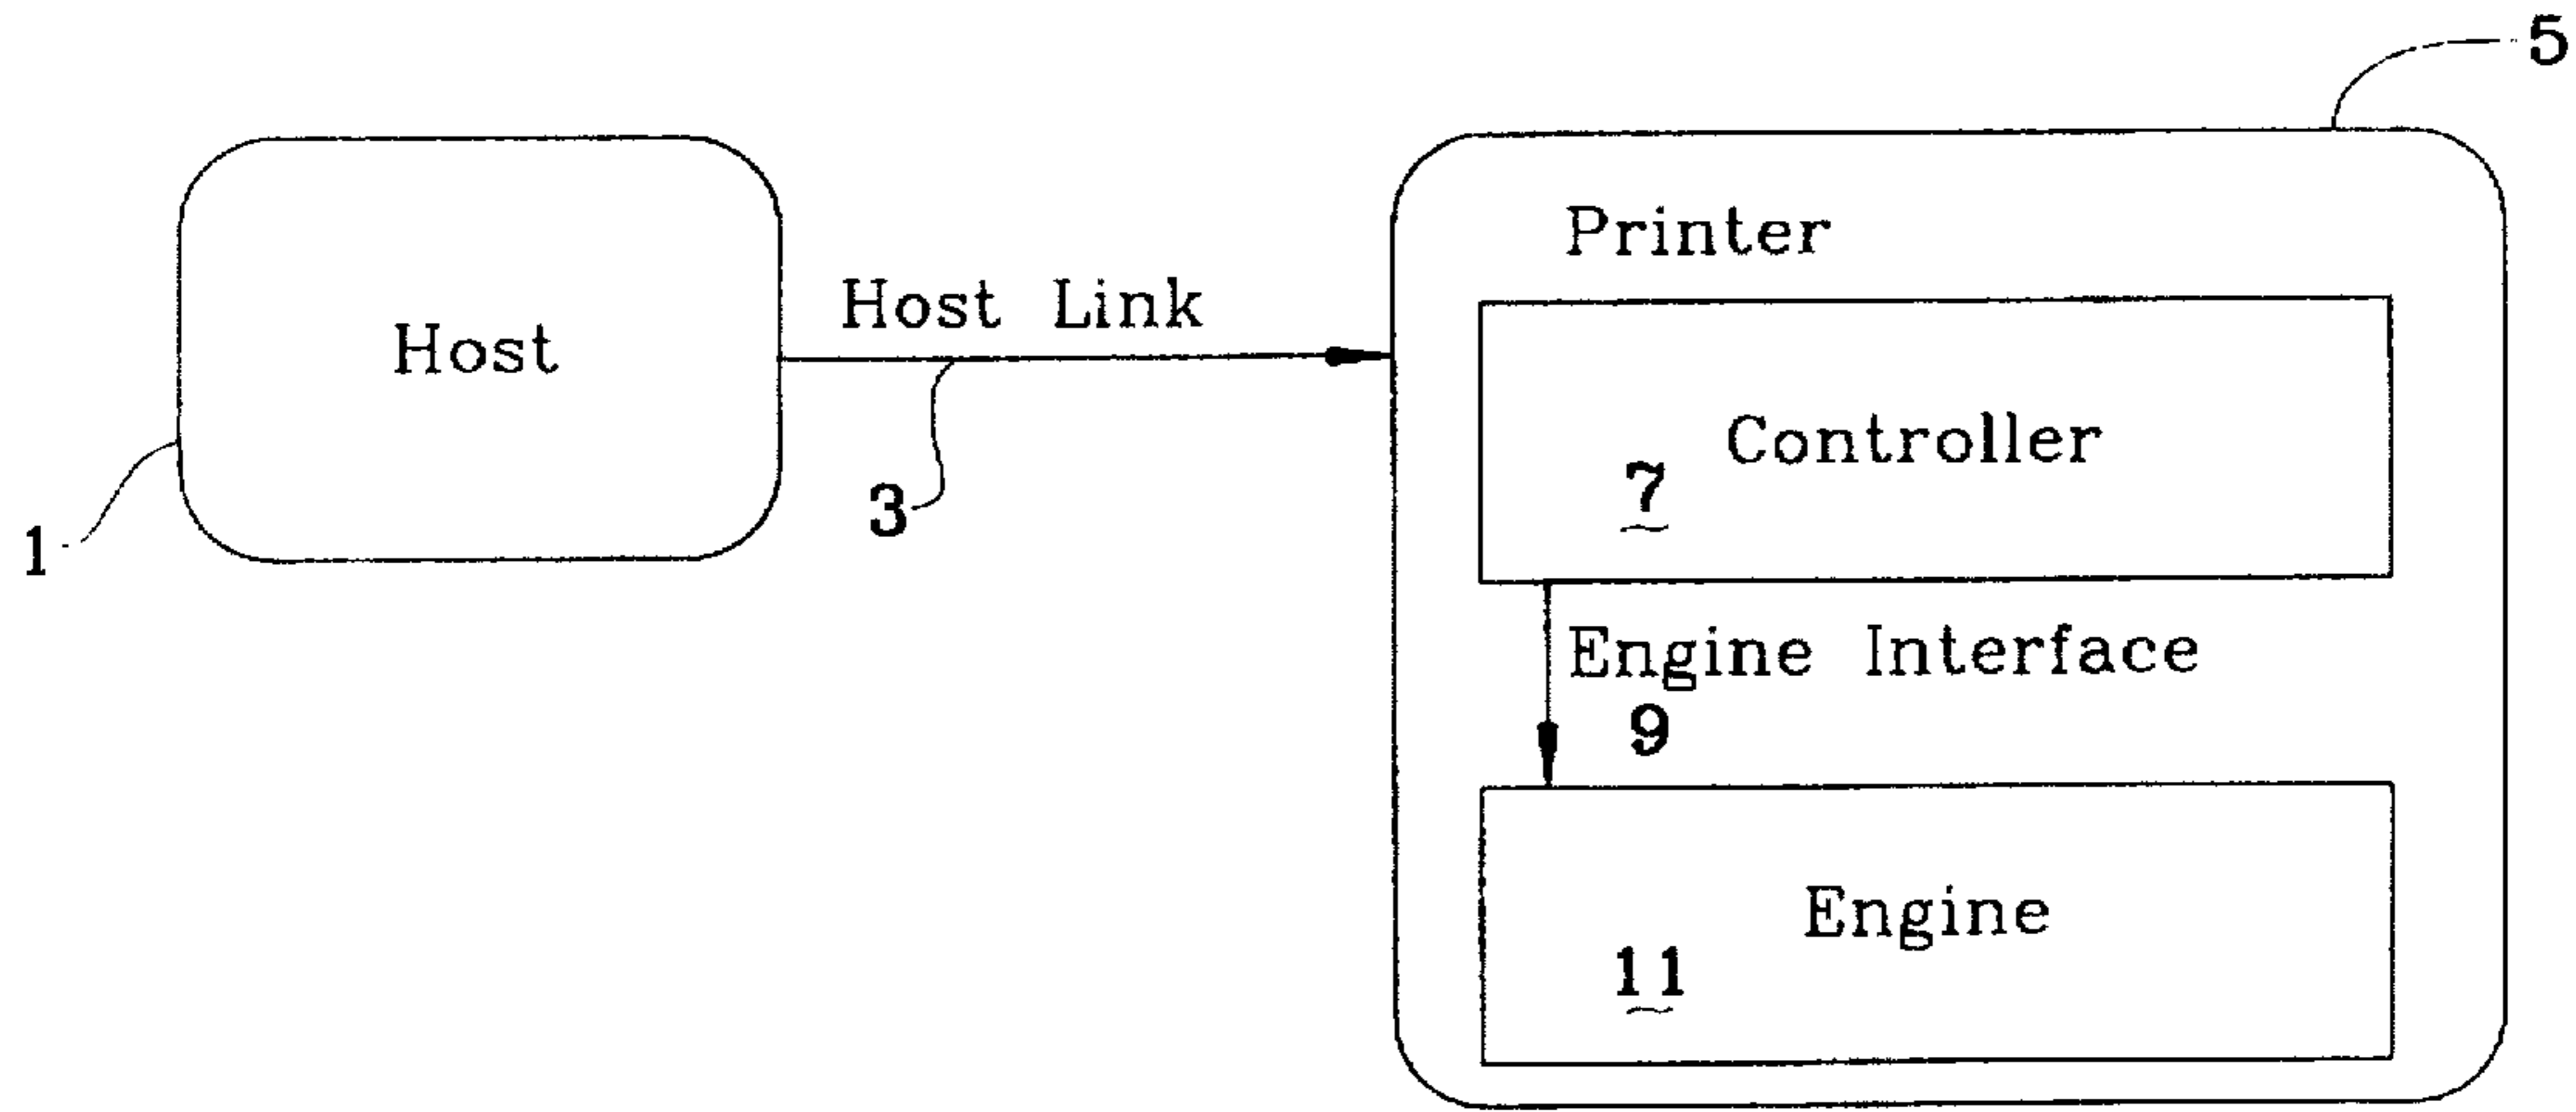 5
Printer
Host Link
Host
Controller
7
3
1
Engine Interface
9
Engine
11